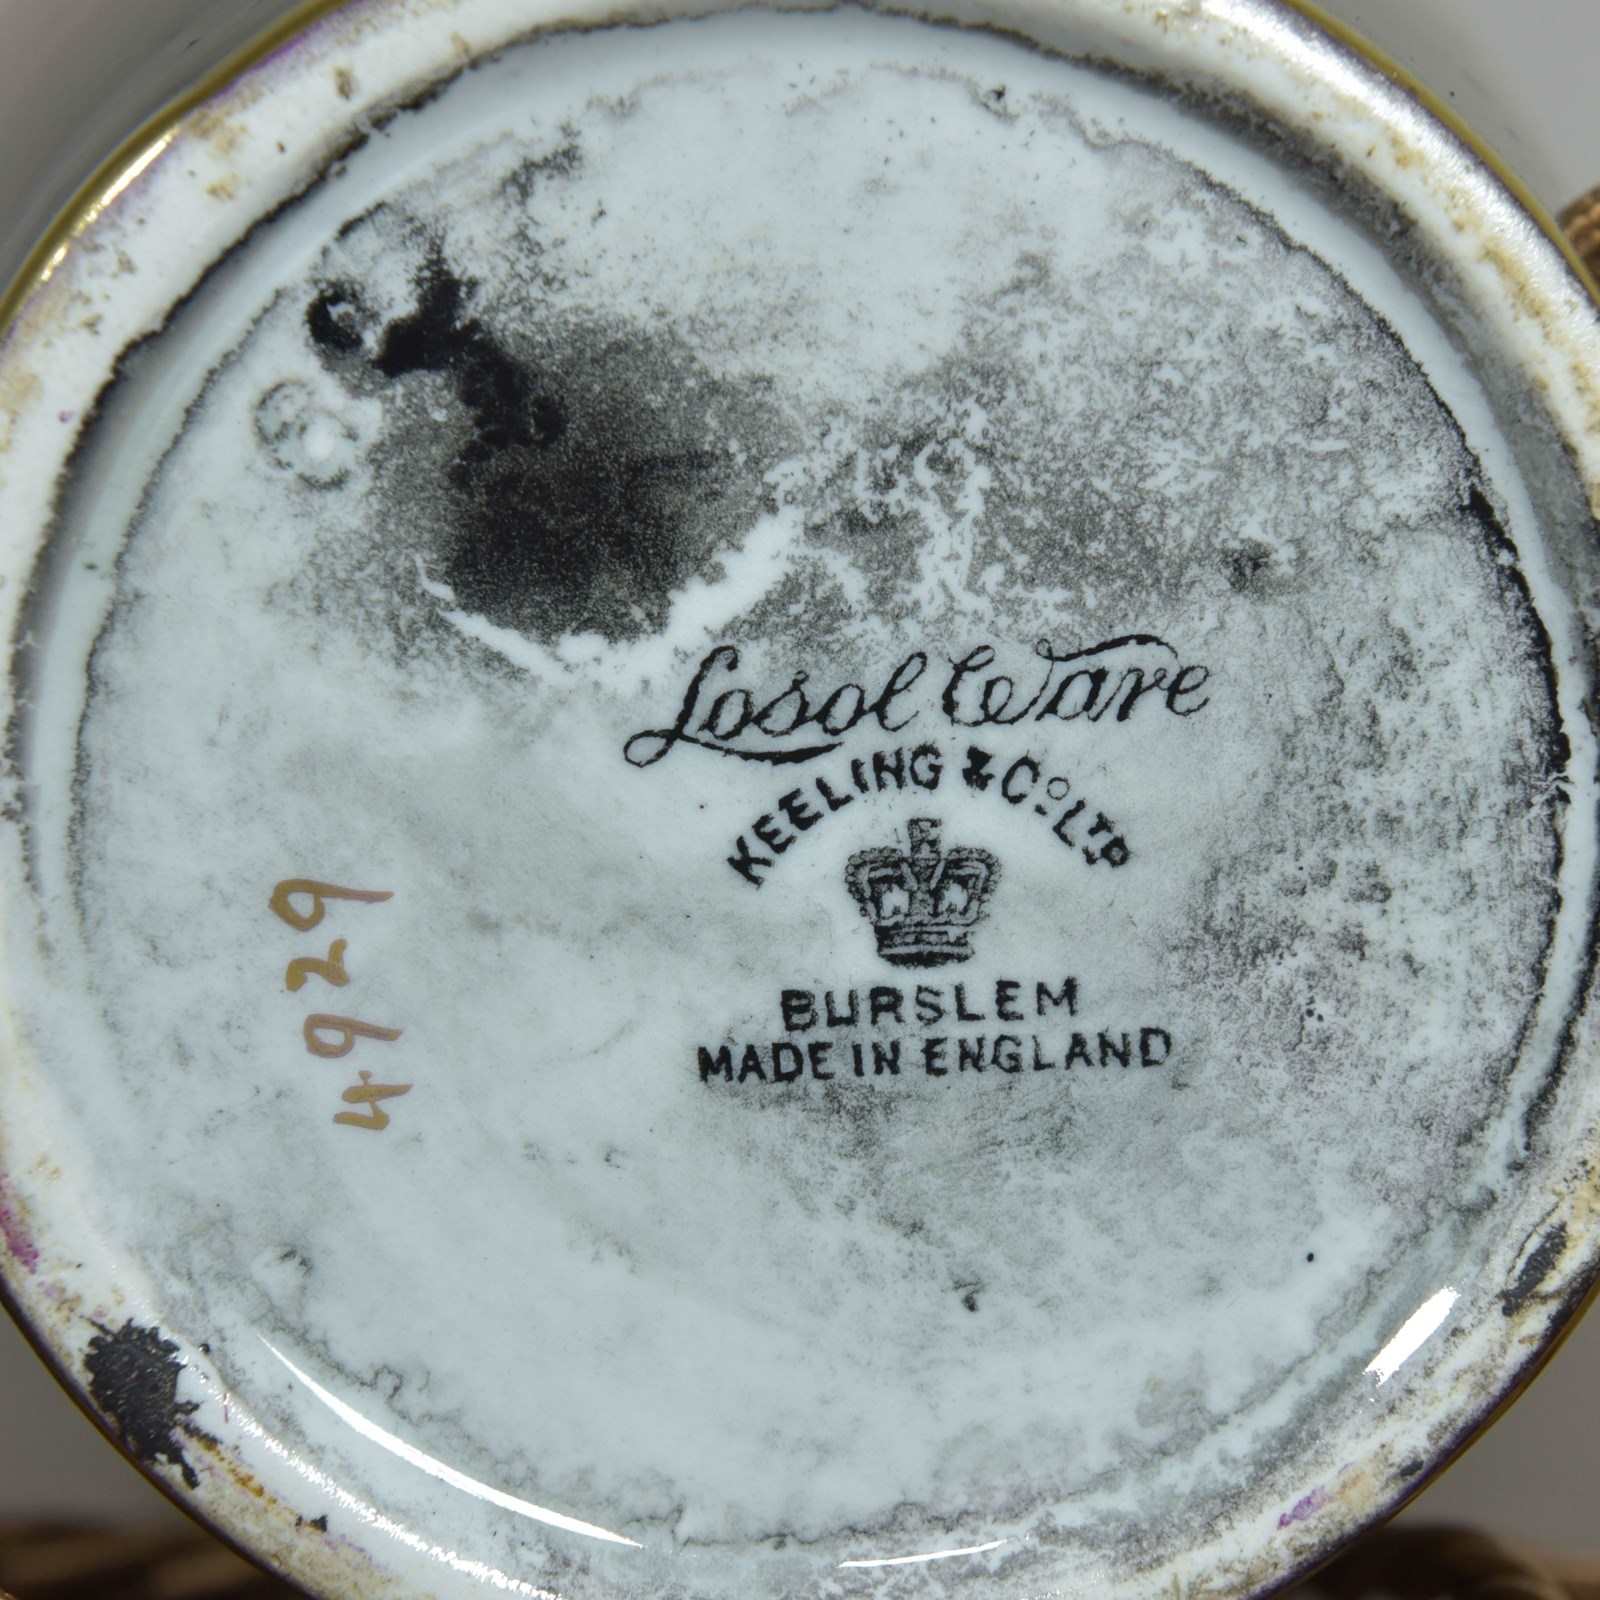 Losol Ware
KEELING & Co LTD
BURSLEM
MADE IN ENGLAND
4929